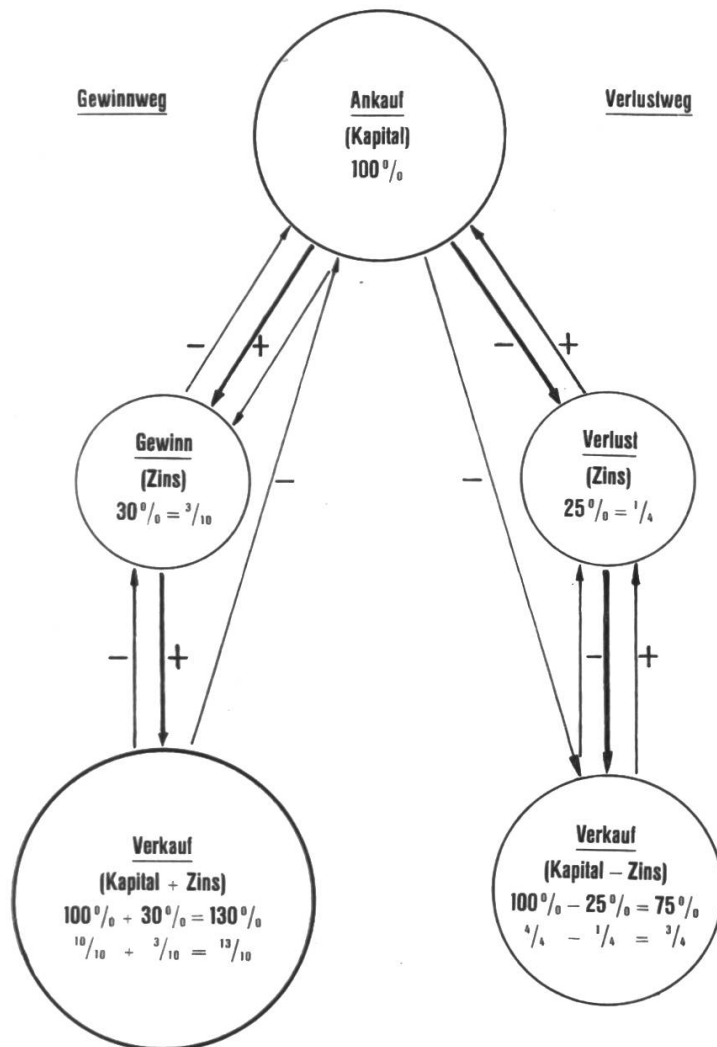 Gewinnweg
Ankauf
(Kapital)
100 %
Verlustweg
−
+
−
+
Gewinn
(Zins)
30 % = 3/10
−
−
Verlust
(Zins)
25 % = 1/4
−
+
−
+
Verkauf
(Kapital + Zins)
100 % + 30 % = 130 %
10/10 + 3/10 = 13/10
Verkauf
(Kapital − Zins)
100 % − 25 % = 75 %
4/4 − 1/4 = 3/4